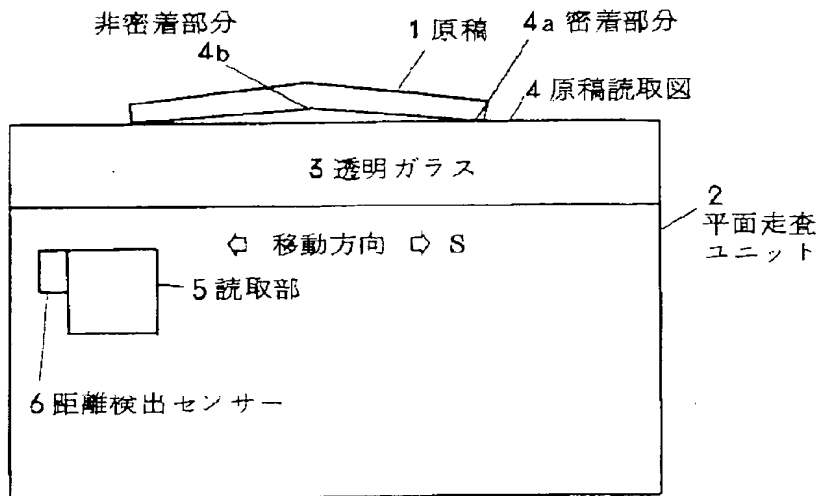 非密着部分
4b
1 原稿
4a 密着部分
4 原稿読取図
3 透明ガラス
2
平面走査
ユニット
⇦ 移動方向 ⇨ S
5 読取部
6 距離検出センサー